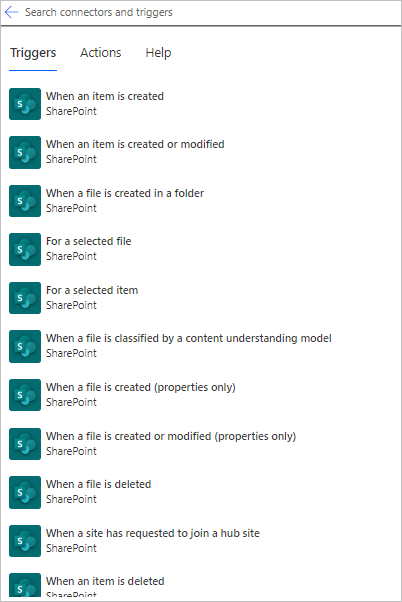 Search connectors and triggers
Triggers Actions Help
When an item is created
SharePoint
When an item is created or modified
SharePoint
When a file is created in a folder
SharePoint
For a selected file
SharePoint
For a selected item
SharePoint
When a file is classified by a content understanding model
SharePoint
When a file is created (properties only)
SharePoint
When a file is created or modified (properties only)
SharePoint
When a file is deleted
SharePoint
When a site has requested to join a hub site
SharePoint
When an item is deleted